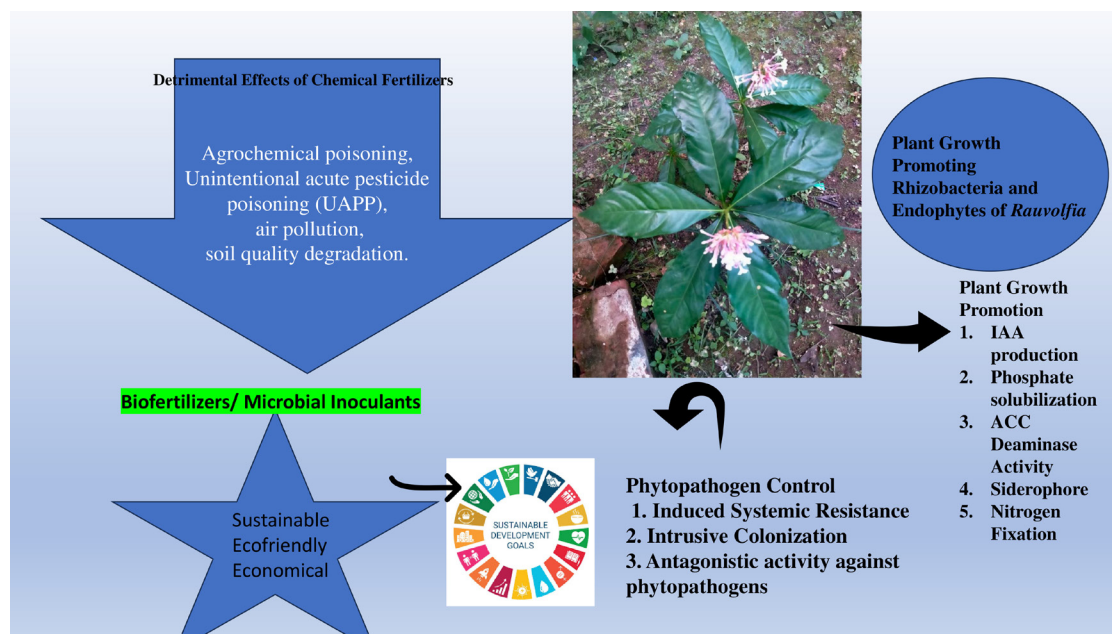 Detrimental Effects of Chemical Fertilizers
Agrochemical poisoning,
Unintentional acute pesticide
poisoning (UAPP),
air pollution,
soil quality degradation.
Biofertilizers/ Microbial Inoculants
Sustainable
Ecofriendly
Economical
SUSTAINABLE
DEVELOPMENT
GOALS
Phytopathogen Control
1. Induced Systemic Resistance
2. Intrusive Colonization
3. Antagonistic activity against
phytopathogens
Plant Growth
Promoting
Rhizobacteria and
Endophytes of Rauvolfia
Plant Growth
Promotion
1. IAA
production
2. Phosphate
solubilization
3. ACC
Deaminase
Activity
4. Siderophore
5. Nitrogen
Fixation